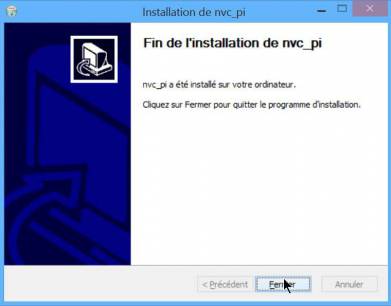 Installation de nvc_pi
Fin de l'installation de nvc_pi
nvc_pi a été installé sur votre ordinateur.
Cliquez sur Fermer pour quitter le programme d'installation.
< Précédent
Fermer
Annuler